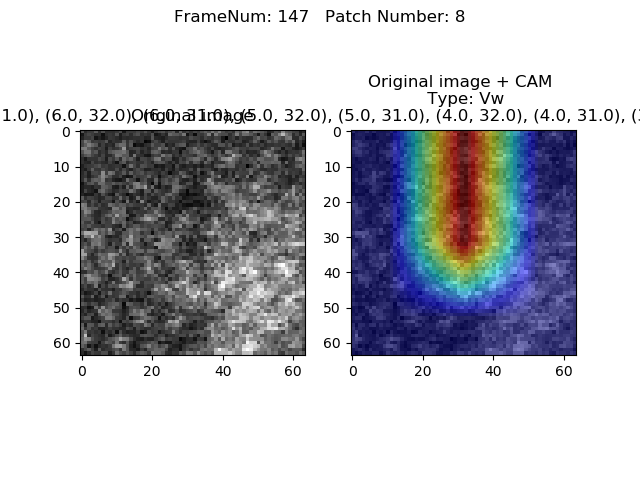 FrameNum: 147   Patch Number: 8
Original image + CAM
Type: Vw
1.0), (6.0, 32.0), (6.0, 31.0), (5.0, 32.0), (5.0, 31.0), (4.0, 32.0), (4.0, 31.0), (3
Original image
0
10
20
30
40
50
60
0 20 40 60
0
10
20
30
40
50
60
0 20 40 60